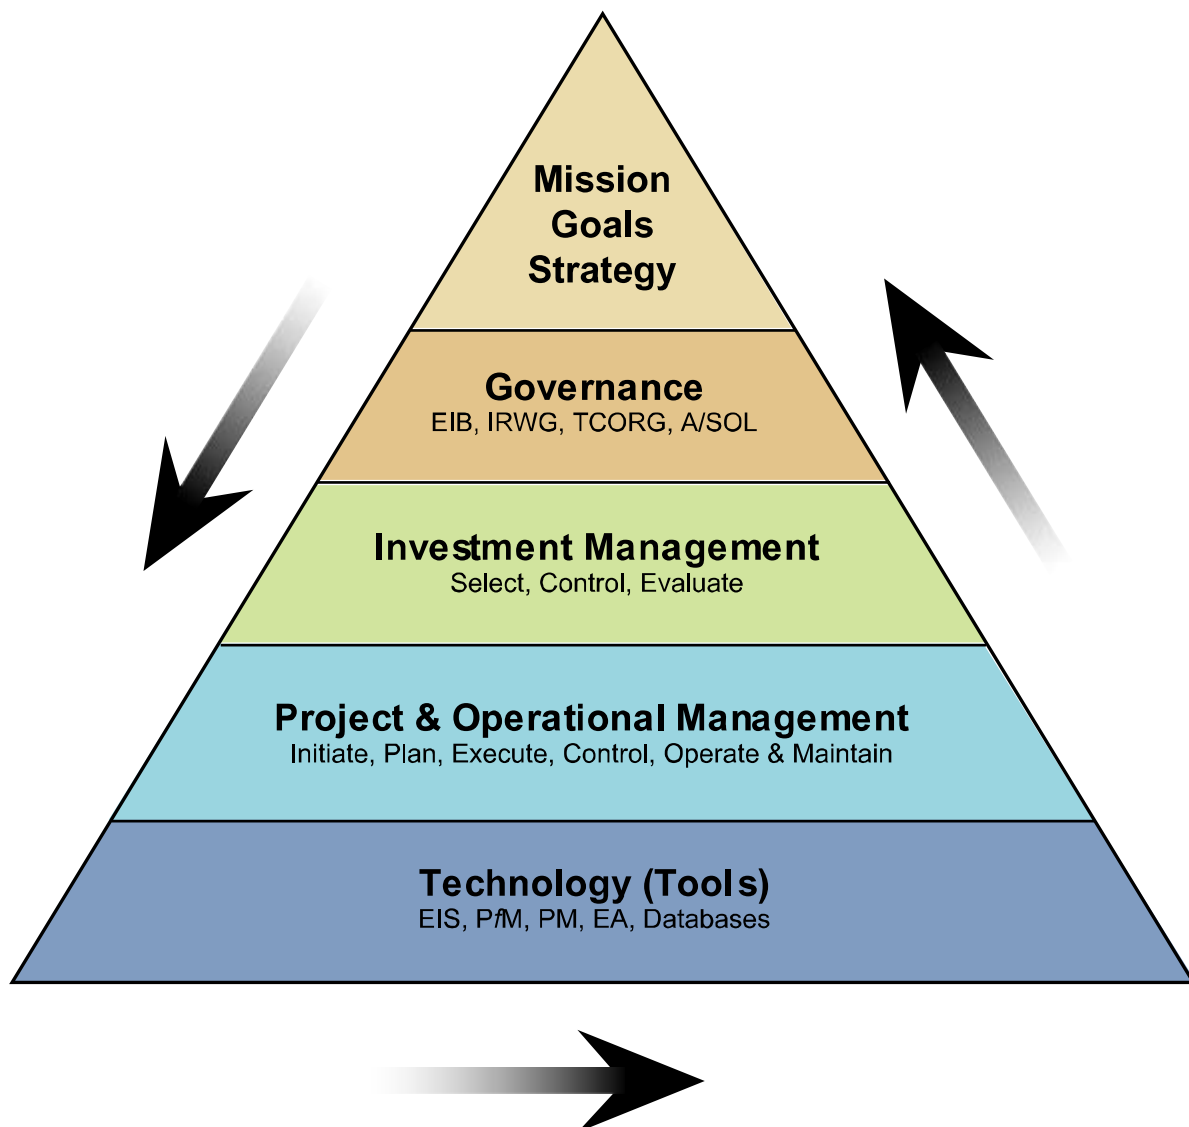 Mission
Goals
Strategy
Governance
EIB, IRWG, TCORG, A/SOL
Investment Management
Select, Control, Evaluate
Project & Operational Management
Initiate, Plan, Execute, Control, Operate & Maintain
Technology (Tools)
EIS, PfM, PM, EA, Databases